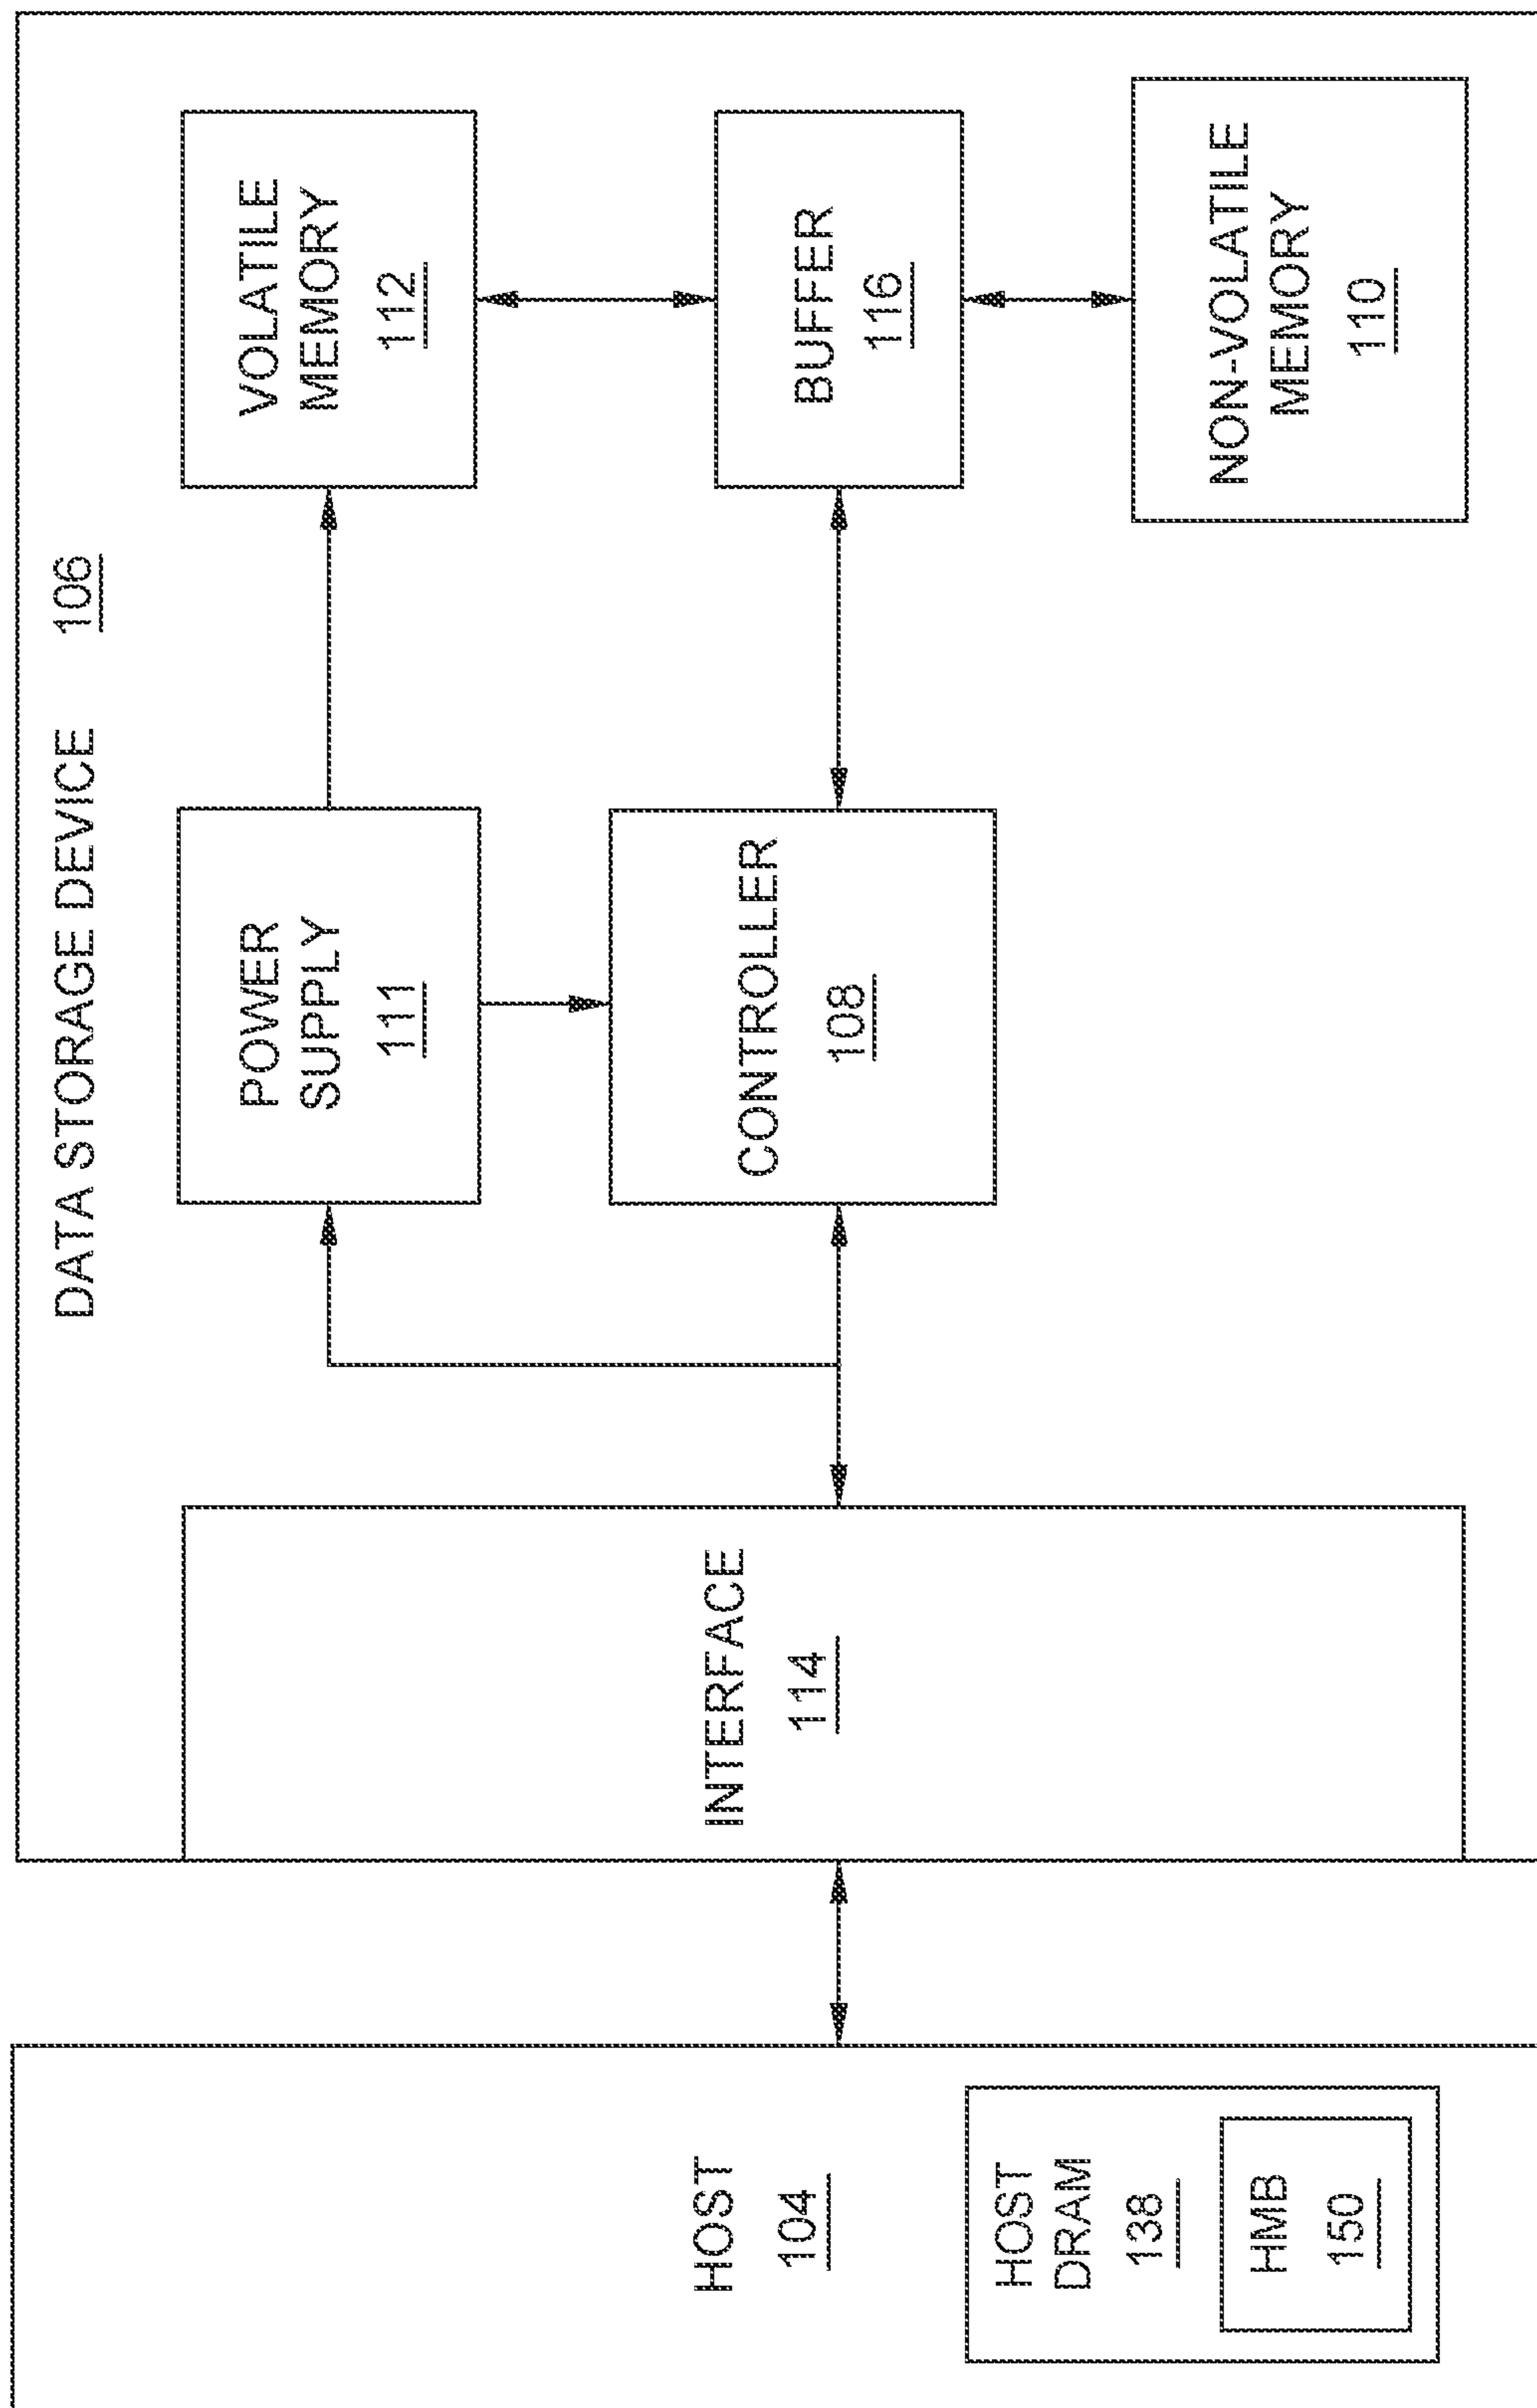 DATA STORAGE DEVICE 106
HOST
104
HOST
DRAM
138
HMB
150
INTERFACE
114
POWER
SUPPLY
111
CONTROLLER
108
VOLATILE
MEMORY
112
BUFFER
116
NON-VOLATILE
MEMORY
110